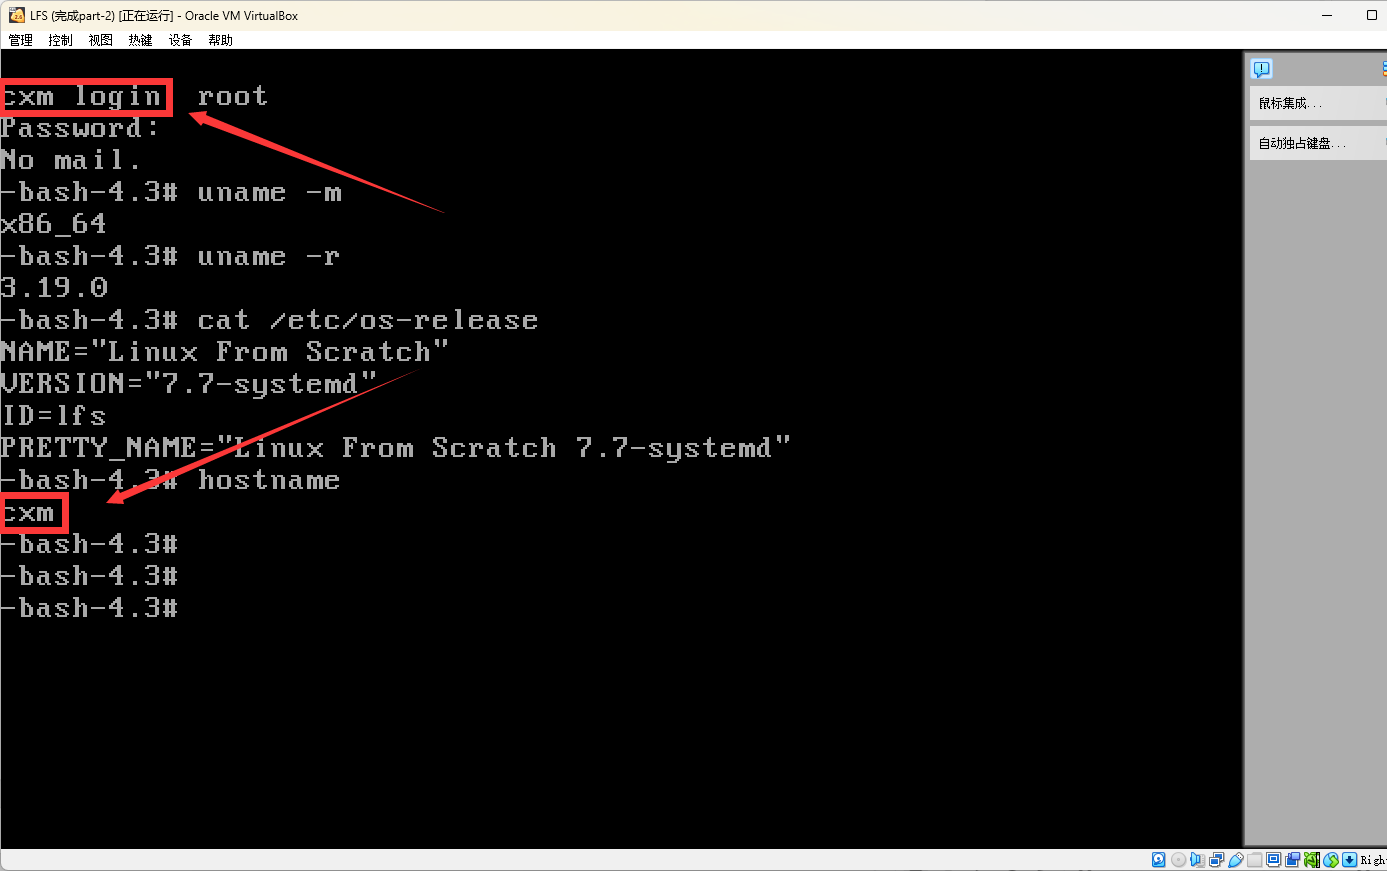 LFS (完成part-2) [正在运行] - Oracle VM VirtualBox
管理 控制 视图 热键 设备 帮助
cxm login root
Password:
No mail.
-bash-4.3# uname -m
x86_64
-bash-4.3# uname -r
3.19.0
-bash-4.3# cat /etc/os-release
NAME="Linux From Scratch"
VERSION="7.7-systemd"
ID=lfs
PRETTY_NAME="Linux From Scratch 7.7-systemd"
-bash-4.3# hostname
cxm
-bash-4.3#
-bash-4.3#
-bash-4.3#
鼠标集成...
自动独占键盘...
Righ